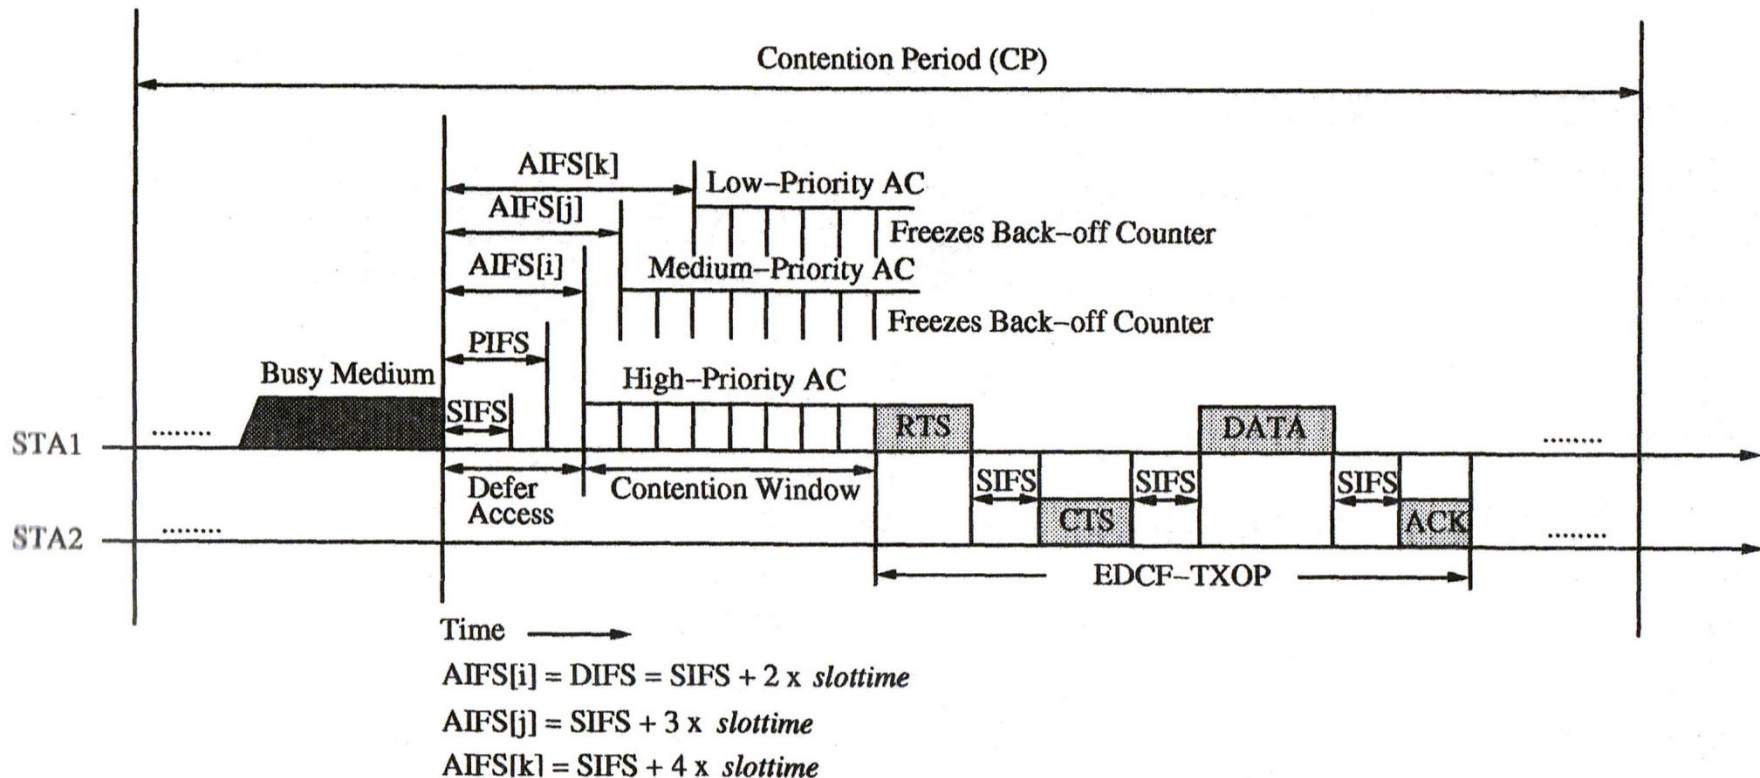 Contention Period (CP)
AIFS[k]
Low–Priority AC
AIFS[j]
Freezes Back–off Counter
AIFS[i]
Medium–Priority AC
Freezes Back–off Counter
PIFS
Busy Medium
High–Priority AC
SIFS
RTS
DATA
STA1
........
........
Defer
Access
Contention Window
SIFS
SIFS
SIFS
CTS
ACK
STA2
........
........
EDCF–TXOP
Time
AIFS[i] = DIFS = SIFS + 2 x slottime
AIFS[j] = SIFS + 3 x slottime
AIFS[k] = SIFS + 4 x slottime